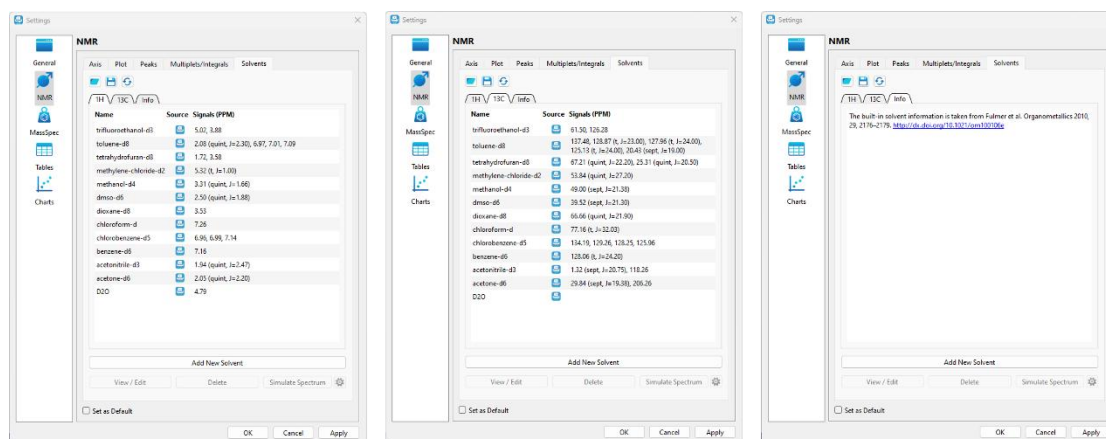 Settings
NMR
General
NMR
MassSpec
Tables
Charts
Axis Plot Peaks Multiplets/Integrals Solvents
1H 13C Info
Name Source Signals (PPM)
trifluoroethanol-d3 5.02, 3.88
toluene-d8 2.08 (quint, J=2.30), 6.97, 7.01, 7.09
tetrahydrofuran-d8 1.72, 3.58
methylene-chloride-d2 5.32 (t, J=1.00)
methanol-d4 3.31 (quint, J=1.66)
dmso-d6 2.50 (quint, J=1.88)
dioxane-d8 3.53
chloroform-d 7.26
chlorobenzene-d5 6.96, 6.99, 7.14
benzene-d6 7.16
acetonitrile-d3 1.94 (quint, J=2.47)
acetone-d6 2.05 (quint, J=2.20)
D2O 4.79
Add New Solvent
View / Edit Delete Simulate Spectrum
Set as Default
OK Cancel Apply
Settings
NMR
General
NMR
MassSpec
Tables
Charts
Axis Plot Peaks Multiplets/Integrals Solvents
1H 13C Info
Name Source Signals (PPM)
trifluoroethanol-d3 61.50, 126.28
toluene-d8 137.48, 128.87 (t, J=23.00), 127.96 (t, J=24.00),
125.13 (t, J=24.00), 20.43 (sept, J=19.00)
tetrahydrofuran-d8 67.21 (quint, J=22.20), 25.31 (quint, J=20.50)
methylene-chloride-d2 53.84 (quint, J=27.20)
methanol-d4 49.00 (sept, J=21.38)
dmso-d6 39.52 (sept, J=21.30)
dioxane-d8 66.66 (quint, J=21.90)
chloroform-d 77.16 (t, J=32.03)
chlorobenzene-d5 134.19, 129.26, 128.25, 125.96
benzene-d6 128.06 (t, J=24.20)
acetonitrile-d3 1.32 (sept, J=20.75), 118.26
acetone-d6 29.84 (sept, J=19.38), 206.26
D2O
Add New Solvent
View / Edit Delete Simulate Spectrum
Set as Default
OK Cancel Apply
Settings
NMR
General
NMR
MassSpec
Tables
Charts
Axis Plot Peaks Multiplets/Integrals Solvents
1H 13C Info
The built-in solvent information is taken from Fulmer et al. Organometallics 2010,
29, 2176–2179. http://dx.doi.org/10.1021/om100106e
Add New Solvent
View / Edit Delete Simulate Spectrum
Set as Default
OK Cancel Apply